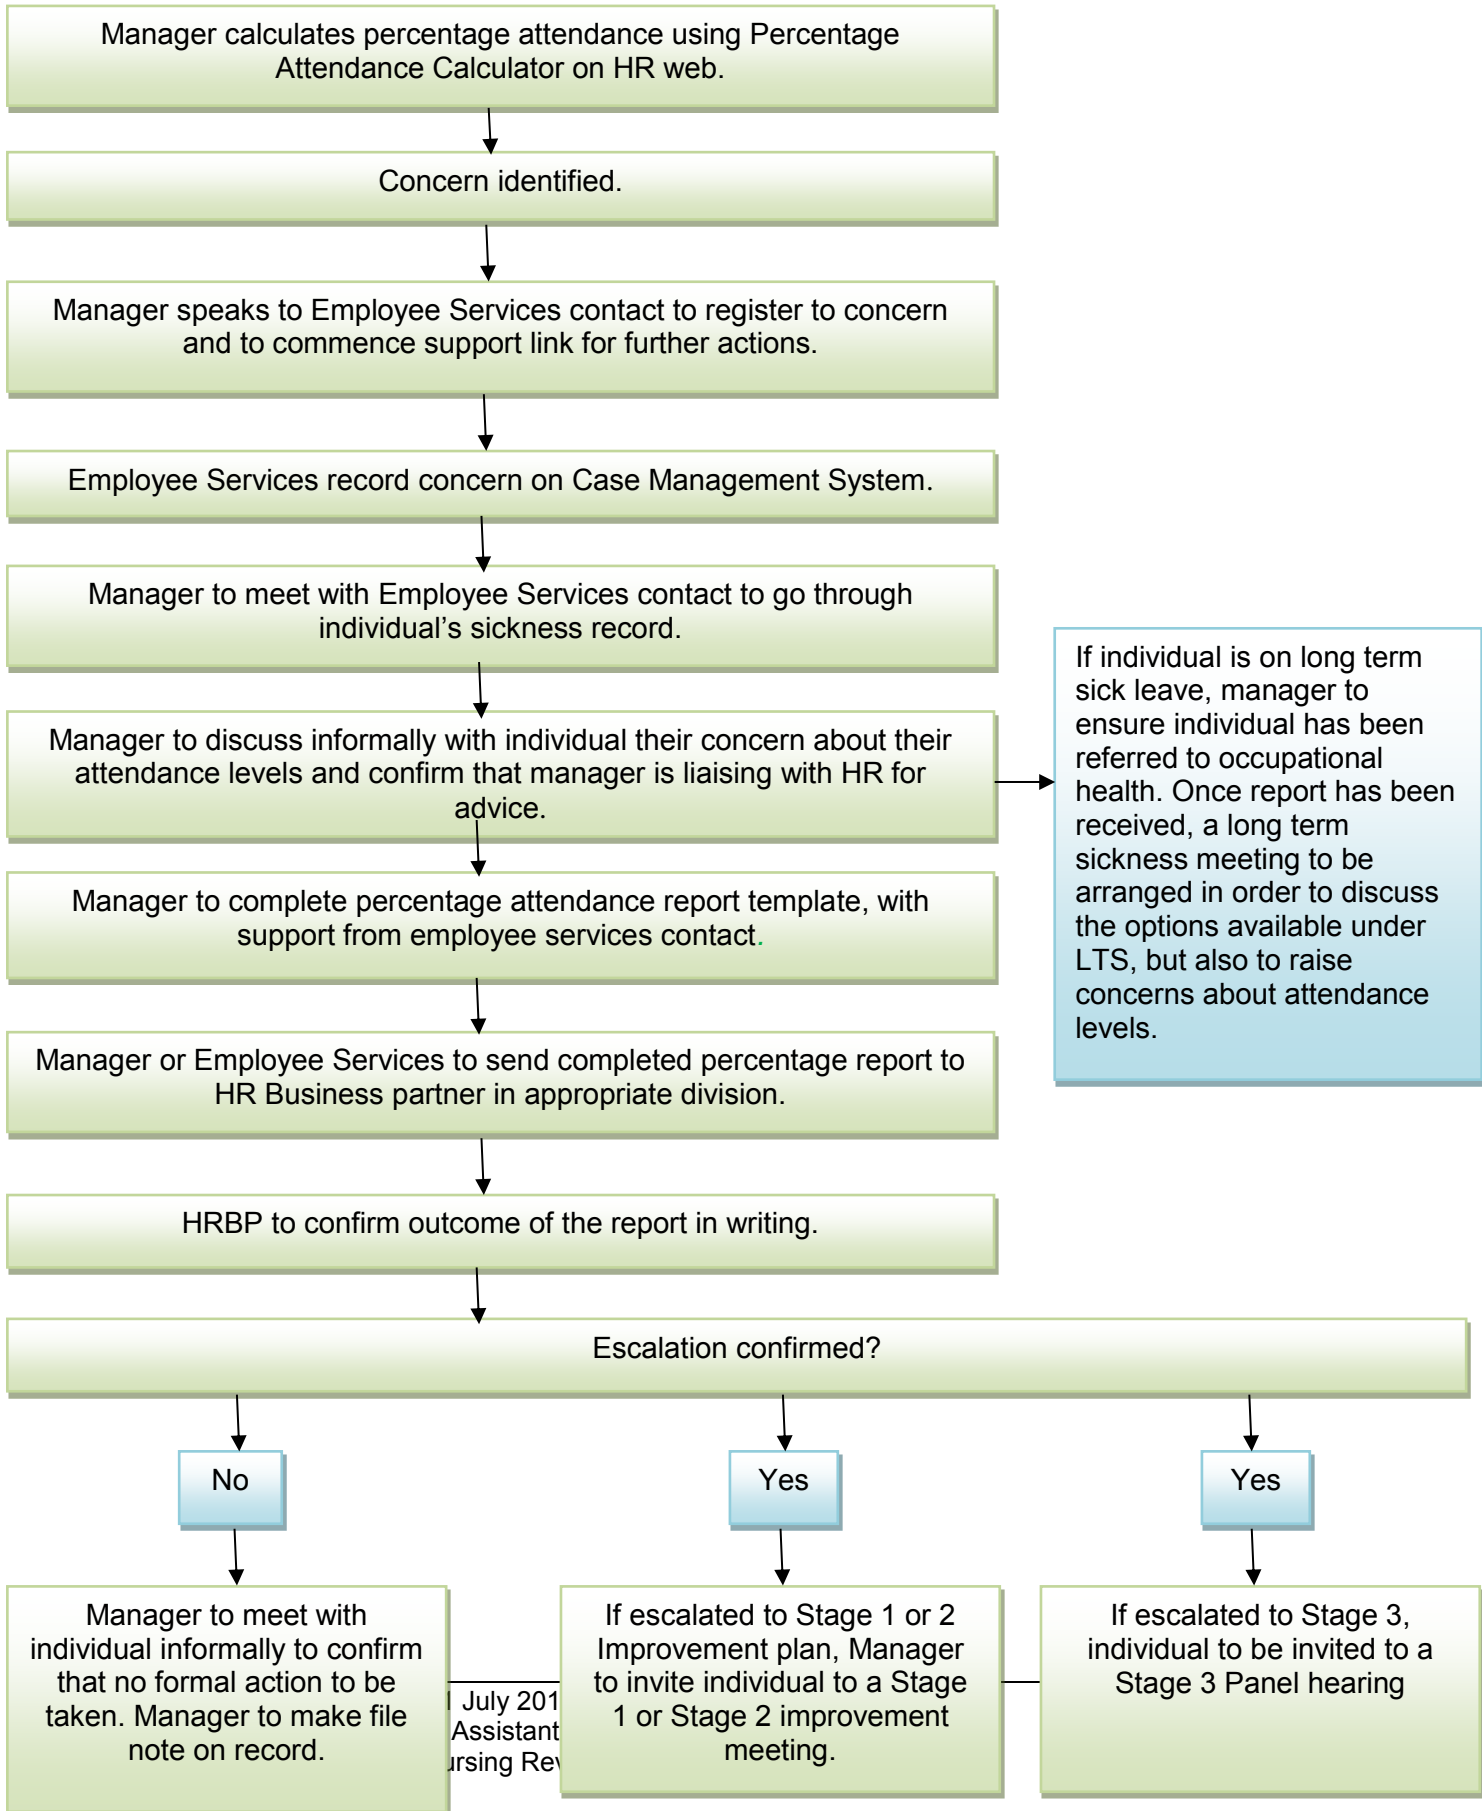 Manager calculates percentage attendance using Percentage
Attendance Calculator on HR web.
Concern identified.
Manager speaks to Employee Services contact to register to concern
and to commence support link for further actions.
Employee Services record concern on Case Management System.
Manager to meet with Employee Services contact to go through
individual’s sickness record.
Manager to discuss informally with individual their concern about their
attendance levels and confirm that manager is liaising with HR for
advice.
If individual is on long term
sick leave, manager to
ensure individual has been
referred to occupational
health. Once report has been
received, a long term
sickness meeting to be
arranged in order to discuss
the options available under
LTS, but also to raise
concerns about attendance
levels.
Manager to complete percentage attendance report template, with
support from employee services contact.
Manager or Employee Services to send completed percentage report to
HR Business partner in appropriate division.
HRBP to confirm outcome of the report in writing.
Escalation confirmed?
No
Yes
Yes
Manager to meet with
individual informally to confirm
that no formal action to be
taken. Manager to make file
note on record.
July 201
Assistant
ursing Rev
If escalated to Stage 1 or 2
Improvement plan, Manager
to invite individual to a Stage
1 or Stage 2 improvement
meeting.
If escalated to Stage 3,
individual to be invited to a
Stage 3 Panel hearing